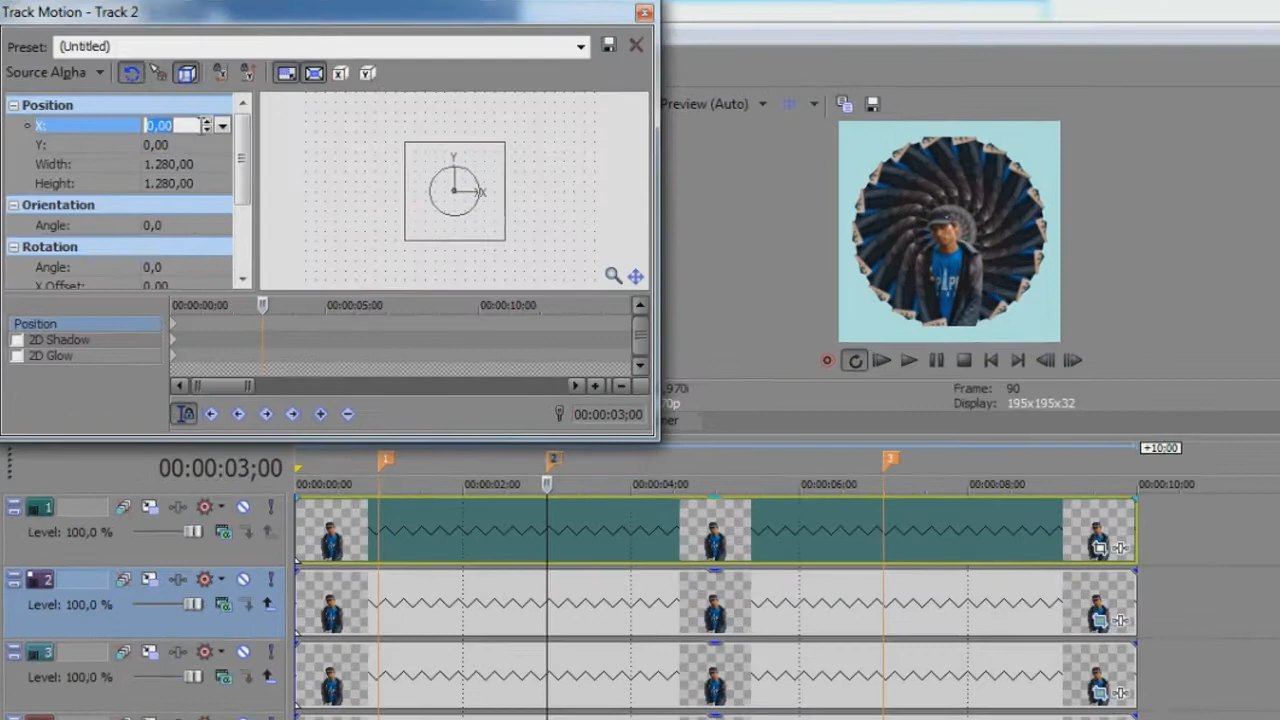 Track Motion - Track 2
Preset: (Untitled)
Source Alpha
Position
X: 0,00
Y: 0,00
Width: 1.280,00
Height: 1.280,00
Orientation
Angle: 0,0
Rotation
Angle: 0,0
X Offset: 0,00
Y
X
00:00:00;00 00:00:05;00 00:00:10;00
Position
2D Shadow
2D Glow
00:00:03;00
Preview (Auto)
Frame: 90
Display: 195x195x32
+10:00
00:00:03;00
1 2 3
00:00:00;00 00:00:02;00 00:00:04;00 00:00:06;00 00:00:08;00 00:00:10;00
1
Level: 100,0 %
2
Level: 100,0 %
3
Level: 100,0 %